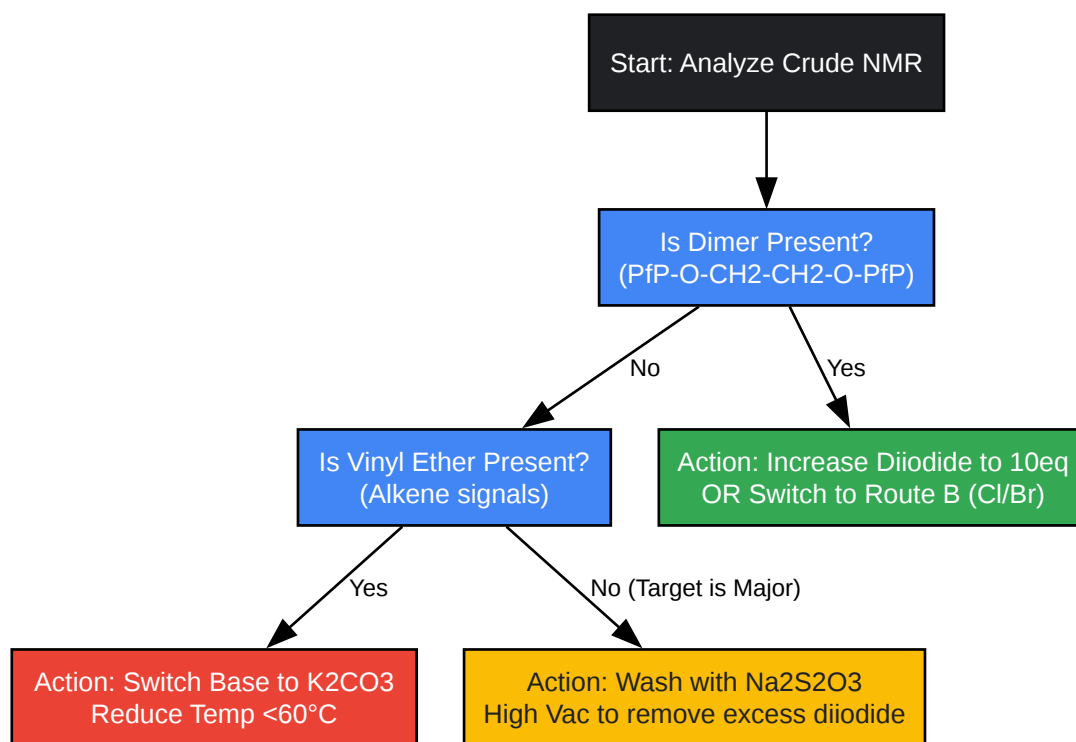 Start: Analyze Crude NMR
Is Dimer Present?
(PfP-O-CH2-CH2-O-PfP)
No
Yes
Is Vinyl Ether Present?
(Alkene signals)
Action: Increase Diiodide to 10eq
OR Switch to Route B (Cl/Br)
Yes
No (Target is Major)
Action: Switch Base to K2CO3
Reduce Temp <60°C
Action: Wash with Na2S2O3
High Vac to remove excess diiodide